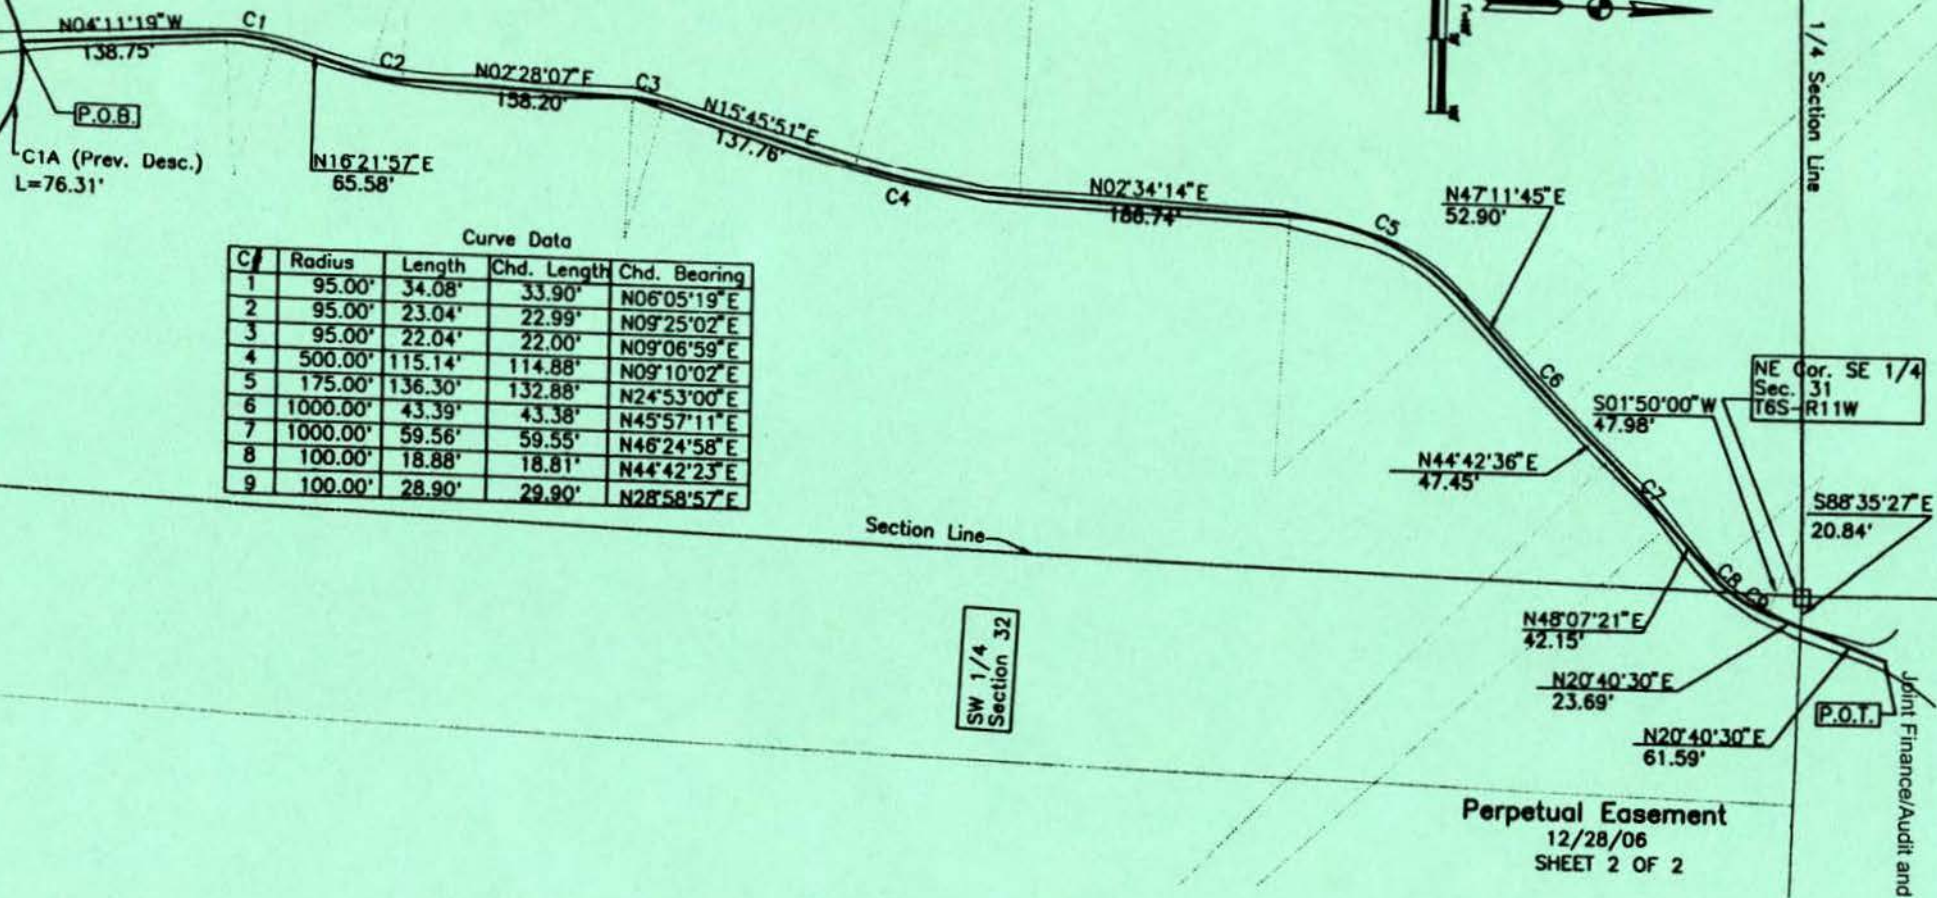 N04°11'19"W
138.75'
C1
C2
N02°28'07"E
158.20'
C3
N15°45'51"E
137.76'
C4
N02°34'14"E
188.74'
C5
N47°11'45"E
52.90'
1/4 Section Line
P.O.B.
C1A (Prev. Desc.)
L=76.31'
N16°21'57"E
65.58'
Curve Data
C# Radius Length Chd. Length Chd. Bearing
1 95.00' 34.08' 33.90' N06°05'19"E
2 95.00' 23.04' 22.99' N09°25'02"E
3 95.00' 22.04' 22.00' N09°06'59"E
4 500.00' 115.14' 114.88' N09°10'02"E
5 175.00' 136.30' 132.88' N24°53'00"E
6 1000.00' 43.39' 43.38' N45°57'11"E
7 1000.00' 59.56' 59.55' N46°24'58"E
8 100.00' 18.88' 18.81' N44°42'23"E
9 100.00' 28.90' 29.90' N28°58'57"E
C6
S01°50'00"W
47.98'
NE Cor. SE 1/4
Sec. 31
T6S-R11W
N44°42'36"E
47.45'
C7
S88°35'27"E
20.84'
Section Line
C8
C9
N48°07'21"E
42.15'
SW 1/4
Section 32
N20°40'30"E
23.69'
P.O.T.
N20°40'30"E
61.59'
Joint Finance/Audit and
Perpetual Easement
12/28/06
SHEET 2 OF 2